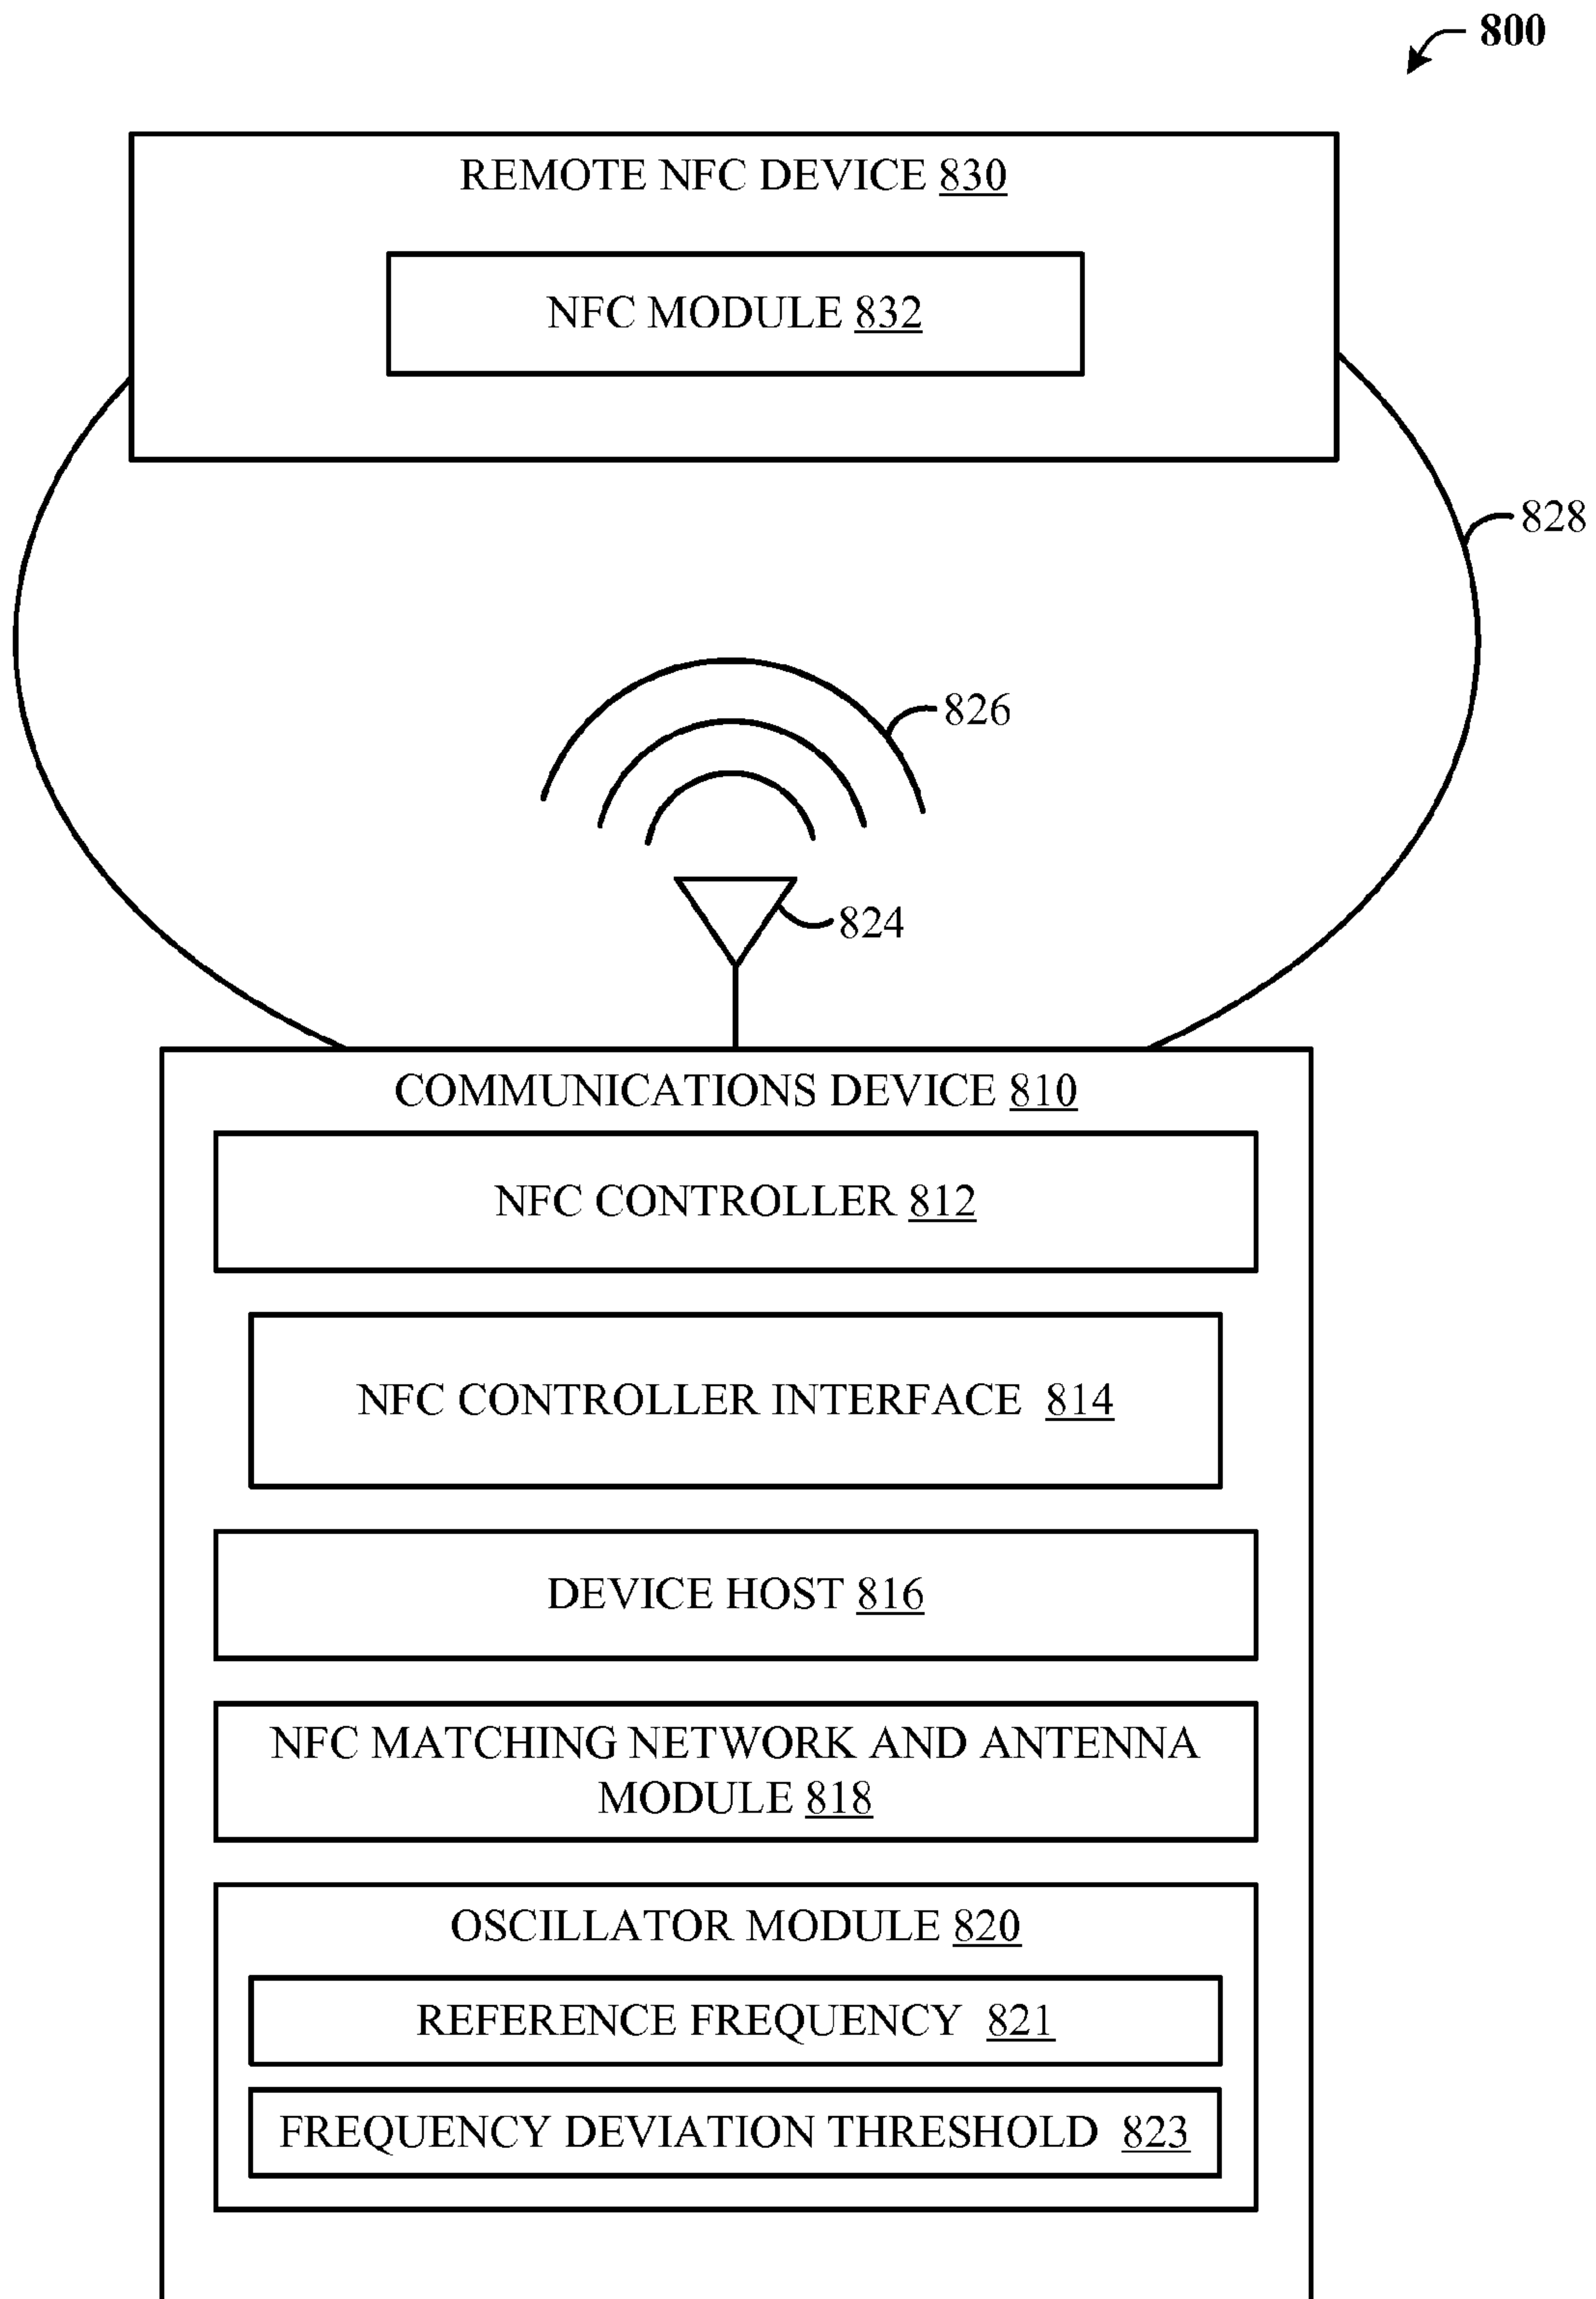 800
REMOTE NFC DEVICE 830
NFC MODULE 832
828
826
824
COMMUNICATIONS DEVICE 810
NFC CONTROLLER 812
NFC CONTROLLER INTERFACE 814
DEVICE HOST 816
NFC MATCHING NETWORK AND ANTENNA
MODULE 818
OSCILLATOR MODULE 820
REFERENCE FREQUENCY 821
FREQUENCY DEVIATION THRESHOLD 823